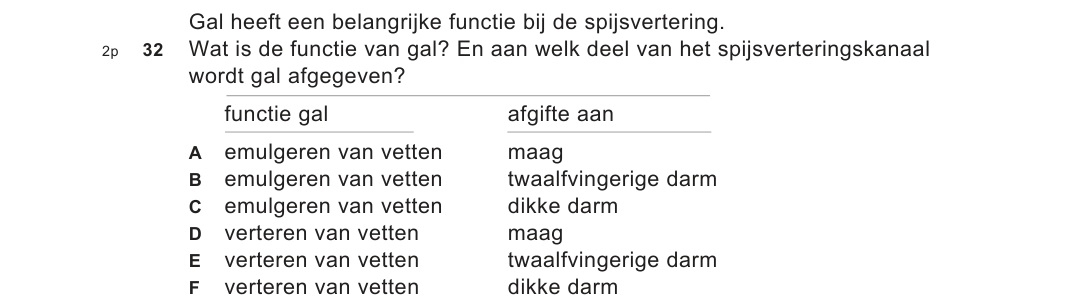 Gal heeft een belangrijke functie bij de spijsvertering.
2p 32 Wat is de functie van gal? En aan welk deel van het spijsverteringskanaal
wordt gal afgegeven?
functie gal afgifte aan
A emulgeren van vetten maag
B emulgeren van vetten twaalfvingerige darm
C emulgeren van vetten dikke darm
D verteren van vetten maag
E verteren van vetten twaalfvingerige darm
F verteren van vetten dikke darm